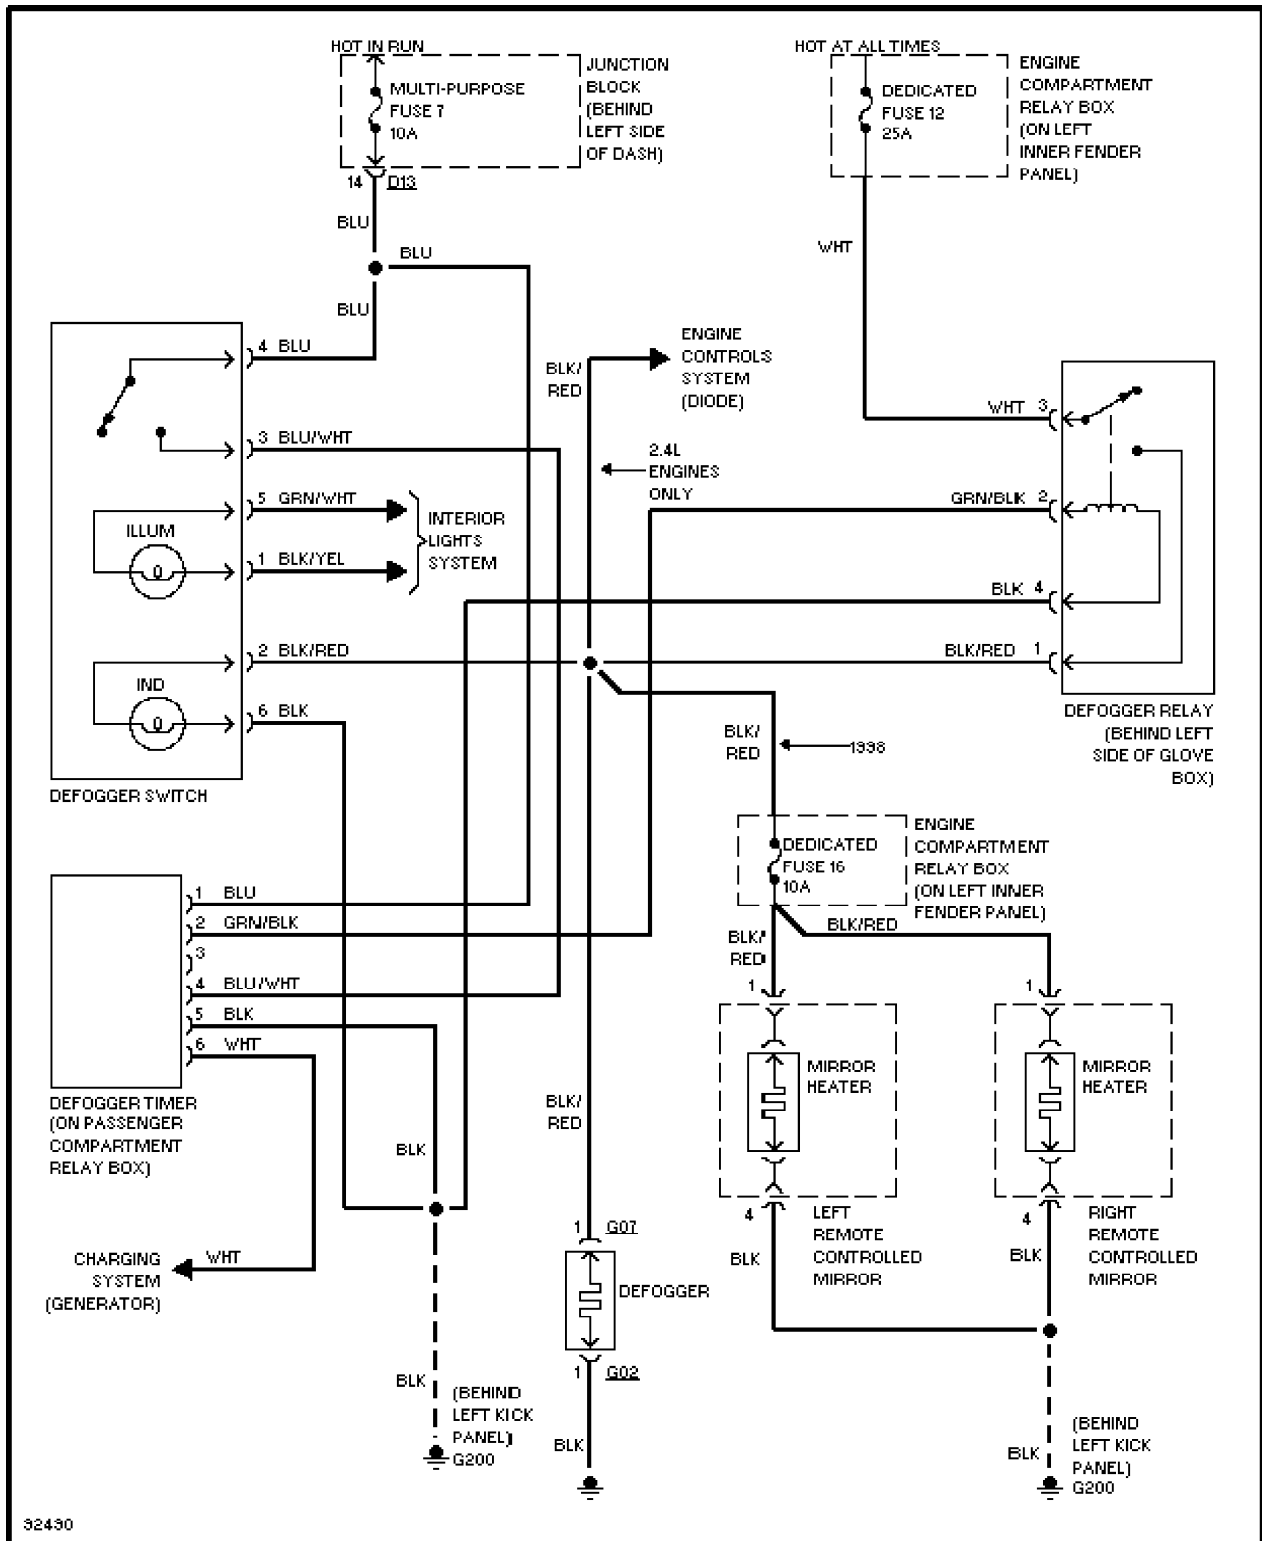 HOT IN RUN
MULTI-PURPOSE
FUSE 7
10A
JUNCTION
BLOCK
(BEHIND
LEFT SIDE
OF DASH)
14 D13
BLU
BLU
BLU
HOT AT ALL TIMES
DEDICATED
FUSE 12
25A
ENGINE
COMPARTMENT
RELAY BOX
(ON LEFT
INNER FENDER
PANEL)
WHT
4 BLU
3 BLU/WHT
5 GRN/WHT
ILLUM
1 BLK/YEL
INTERIOR
LIGHTS
SYSTEM
2 BLK/RED
IND
6 BLK
DEFOGGER SWITCH
BLK/
RED
ENGINE
CONTROLS
SYSTEM
(DIODE)
2.4L
ENGINES
ONLY
WHT 3
GRN/BLK 2
BLK 4
BLK/RED 1
DEFOGGER RELAY
(BEHIND LEFT
SIDE OF GLOVE
BOX)
BLK/
RED
1998
DEDICATED
FUSE 16
10A
ENGINE
COMPARTMENT
RELAY BOX
(ON LEFT INNER
FENDER PANEL)
BLK/
RED
BLK/RED
1 BLU
2 GRN/BLK
3
4 BLU/WHT
5 BLK
6 WHT
DEFOGGER TIMER
(ON PASSENGER
COMPARTMENT
RELAY BOX)
1
MIRROR
HEATER
1
MIRROR
HEATER
BLK/
RED
BLK
4
LEFT
REMOTE
CONTROLLED
MIRROR
BLK
4
RIGHT
REMOTE
CONTROLLED
MIRROR
BLK
CHARGING
SYSTEM
(GENERATOR)
WHT
1 G07
DEFOGGER
1 G02
BLK
BLK
(BEHIND
LEFT KICK
PANEL)
G200
BLK
(BEHIND
LEFT KICK
PANEL)
G200
92490